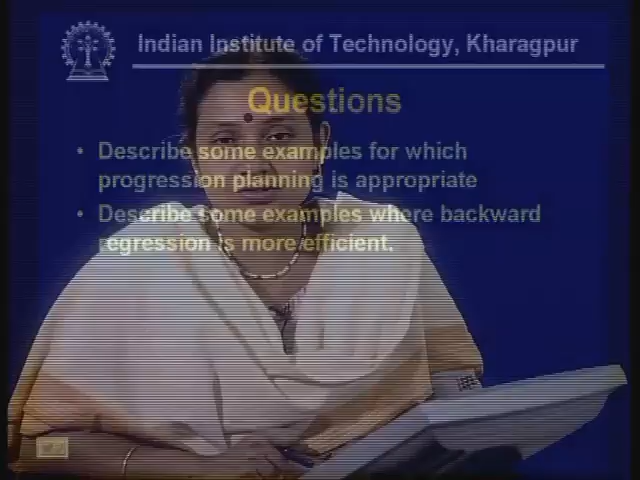 Indian Institute of Technology, Kharagpur
Questions
• Describe some examples for which
progression planning is appropriate
• Describe some examples where backward
regression is more efficient.